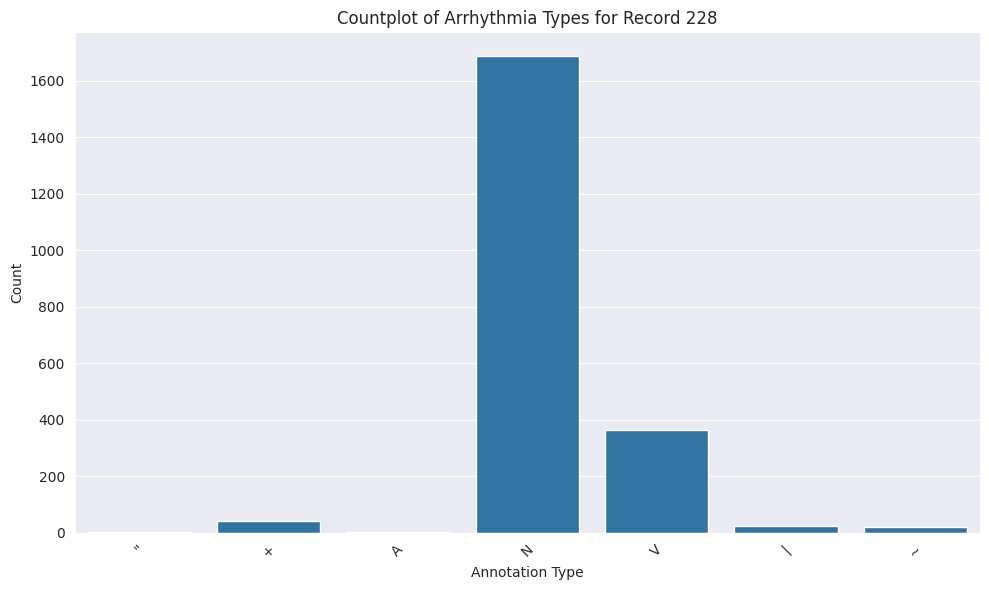 Countplot of Arrhythmia Types for Record 228
Count
1600
1400
1200
1000
800
600
400
200
0
" + A N V | ~
Annotation Type